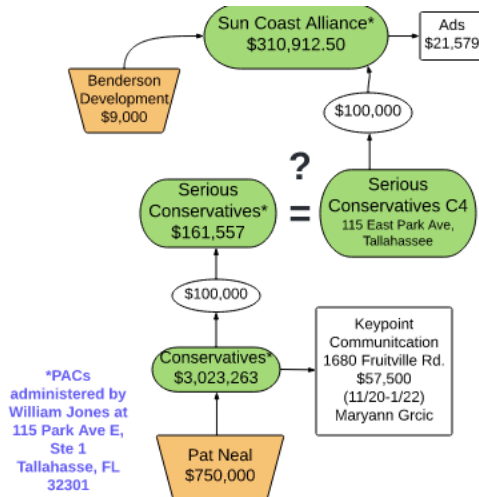 Sun Coast Alliance*
$310,912.50
Ads
$21,579
Benderson
Development
$9,000
$100,000
?
Serious
Conservatives*
$161,557
=
Serious
Conservatives C4
115 East Park Ave,
Tallahassee
$100,000
Conservatives*
$3,023,263
Keypoint
Communitcation
1680 Fruitville Rd.
$57,500
(11/20-1/22)
Maryann Grcic
*PACs
administered by
William Jones at
115 Park Ave E,
Ste 1
Tallahasse, FL
32301
Pat Neal
$750,000